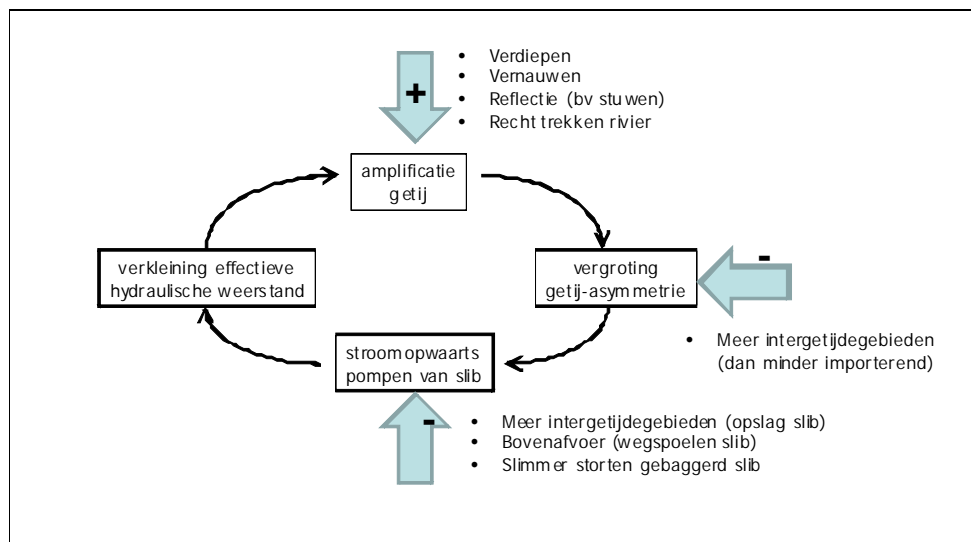 • Verdiepen
• Vernauwen
• Reflectie (bv stuwen)
• Recht trekken rivier
+
amplificatie
getij
verkleining effectieve
hydraulische weerstand
vergroting
getij-asymmetrie
-
• Meer intergetijdegebieden
(dan minder importerend)
stroomopwaarts
pompen van slib
-
• Meer intergetijdegebieden (opslag slib)
• Bovenafvoer (wegspoelen slib)
• Slimmer storten gebaggerd slib